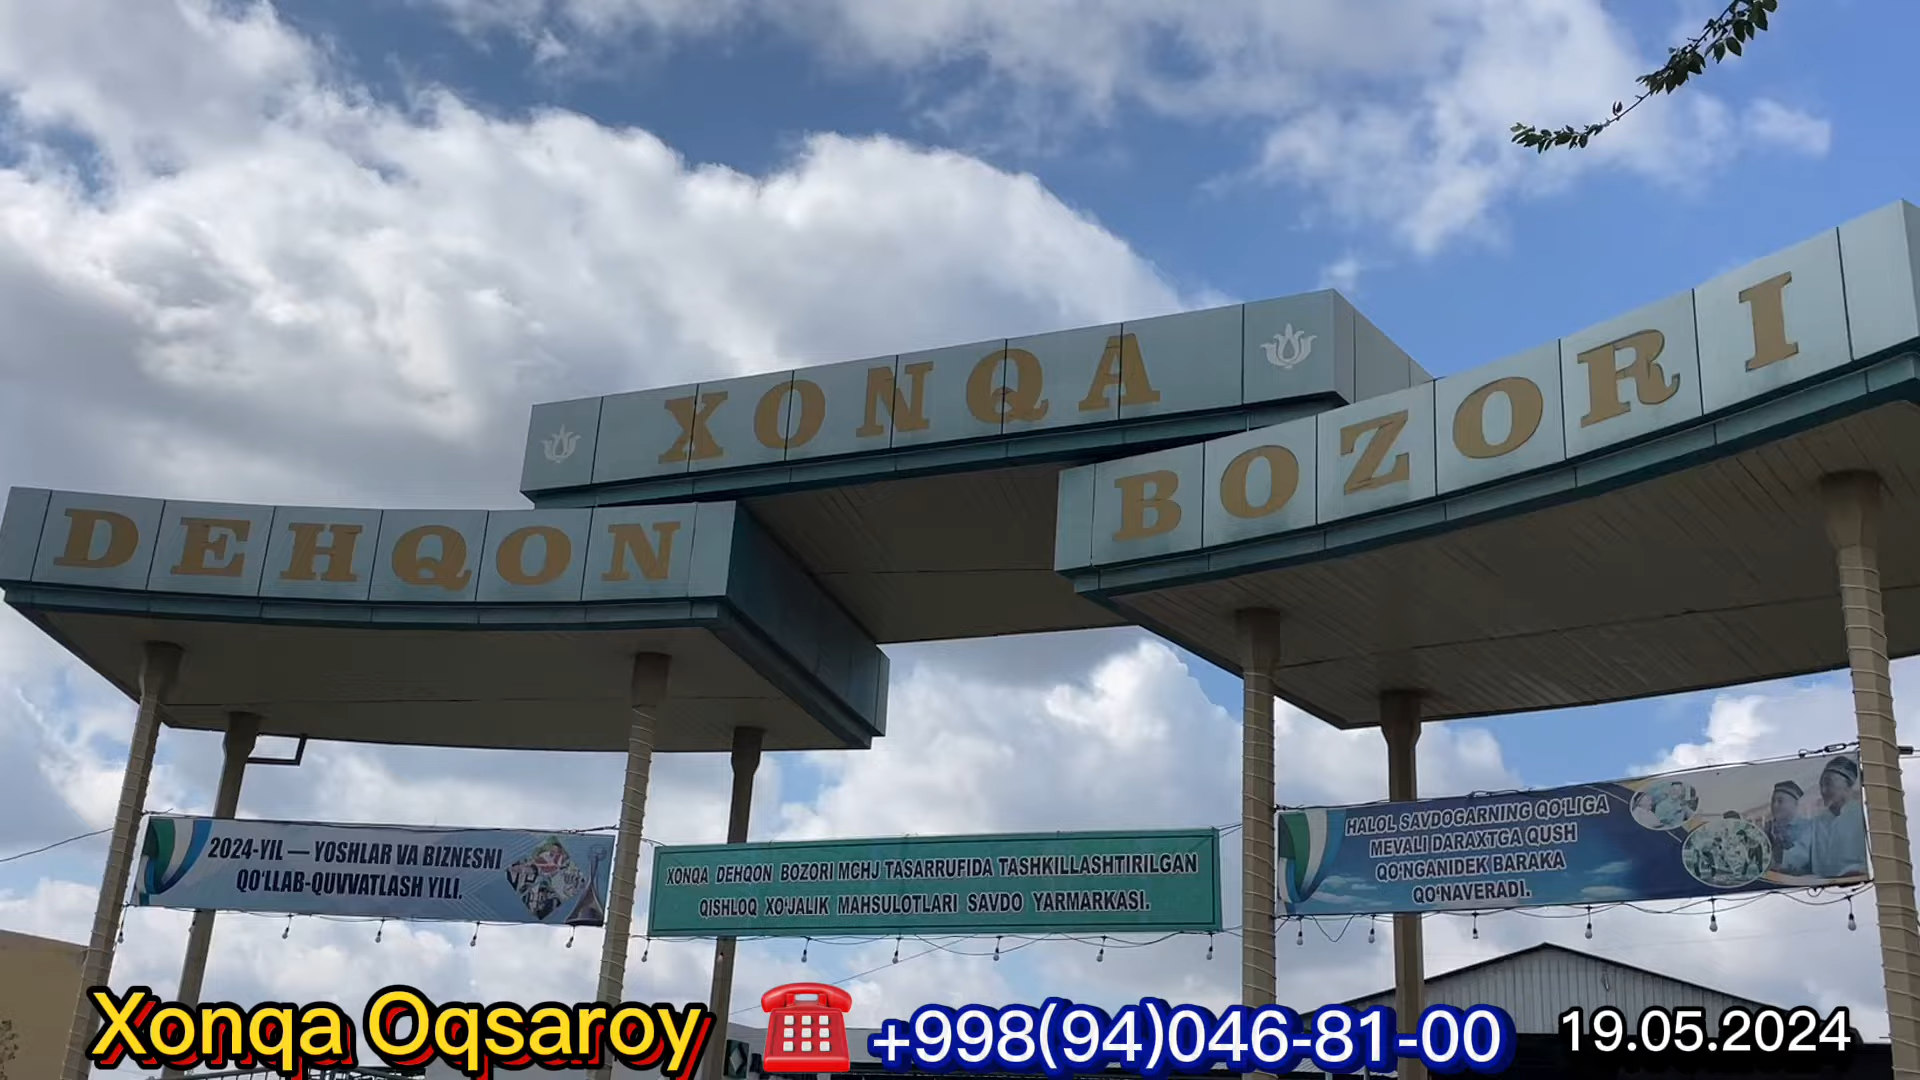 XONQA
DEHQON
BOZORI
2024-YIL — YOSHLAR VA BIZNESNI
QO'LLAB-QUVVATLASH YILI.
XONQA DEHQON BOZORI MCHJ TASARRUFIDA TASHKILLASHTIRILGAN
QISHLOQ XO'JALIK MAHSULOTLARI SAVDO YARMARKASI.
HALOL SAVDOGARNING QO'LIGA
MEVALI DARAXTGA QUSH
QO'NGANIDEK BARAKA
QO'NAVERADI.
Xonqa Oqsaroy
+998(94)046-81-00
19.05.2024